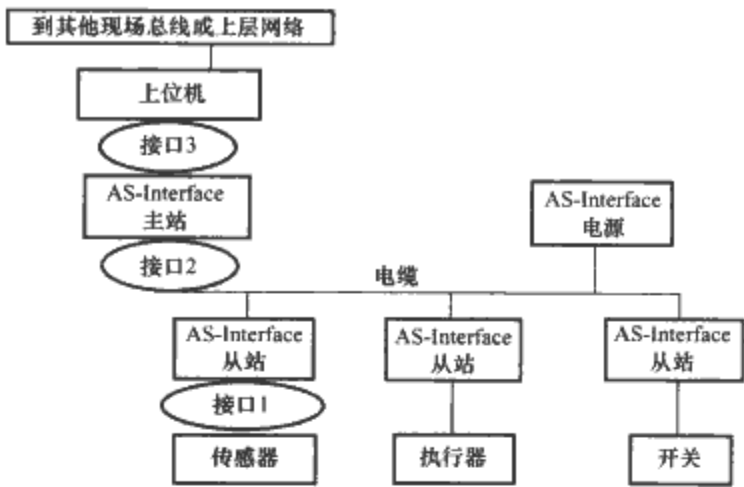 到其他现场总线或上层网络
上位机
接口3
AS-Interface
主站
AS-Interface
电源
接口2
电缆
AS-Interface
从站
AS-Interface
从站
AS-Interface
从站
接口1
传感器
执行器
开关